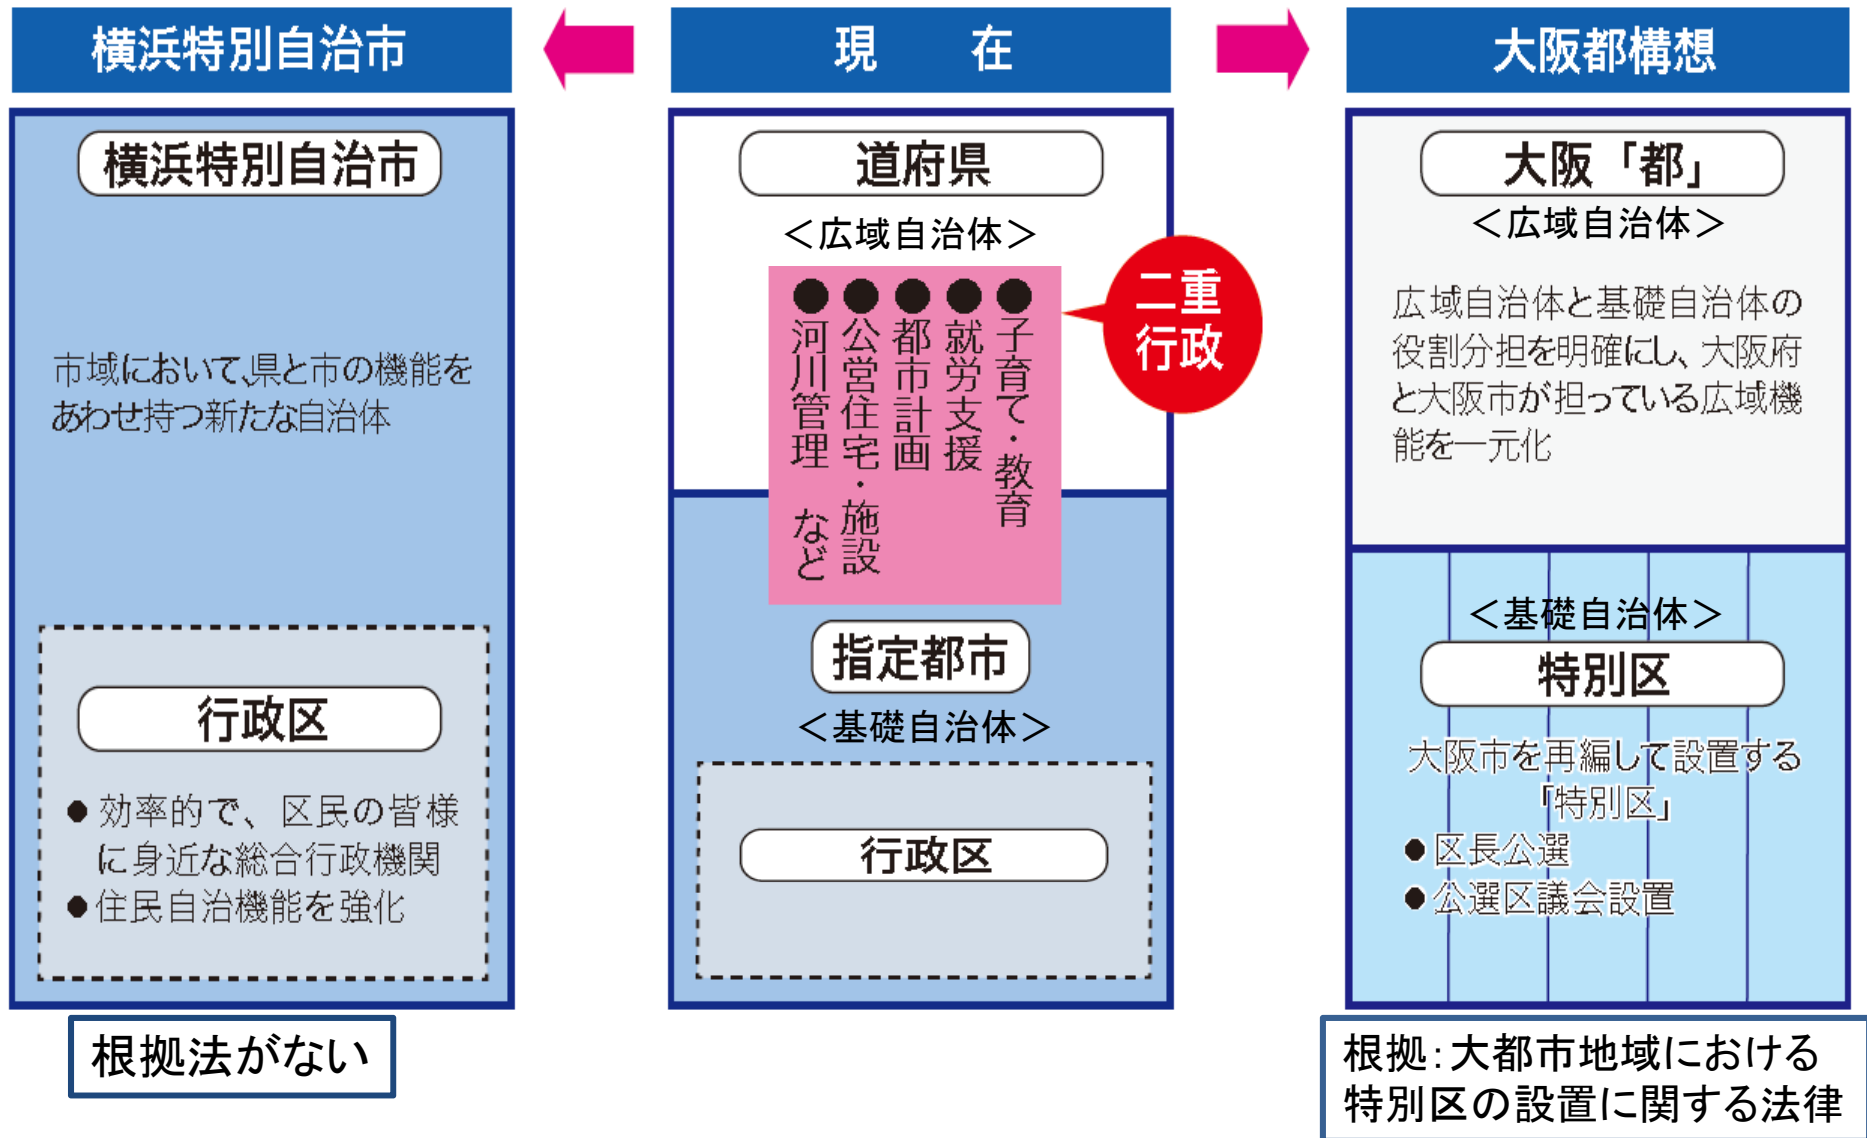 横浜特別自治市
横浜特別自治市
市域において、県と市の機能を
あわせ持つ新たな自治体
行政区
●効率的で、区民の皆様
に身近な総合行政機関
●住民自治機能を強化
根拠法がない
現　在
道府県
＜広域自治体＞
二重
行政
●子育て・教育
●就労支援
●都市計画
●公営住宅・施設
●河川管理　など
指定都市
＜基礎自治体＞
行政区
大阪都構想
大阪「都」
＜広域自治体＞
広域自治体と基礎自治体の
役割分担を明確にし、大阪府
と大阪市が担っている広域機
能を一元化
＜基礎自治体＞
特別区
大阪市を再編して設置する
「特別区」
●区長公選
●公選区議会設置
根拠：大都市地域における
特別区の設置に関する法律